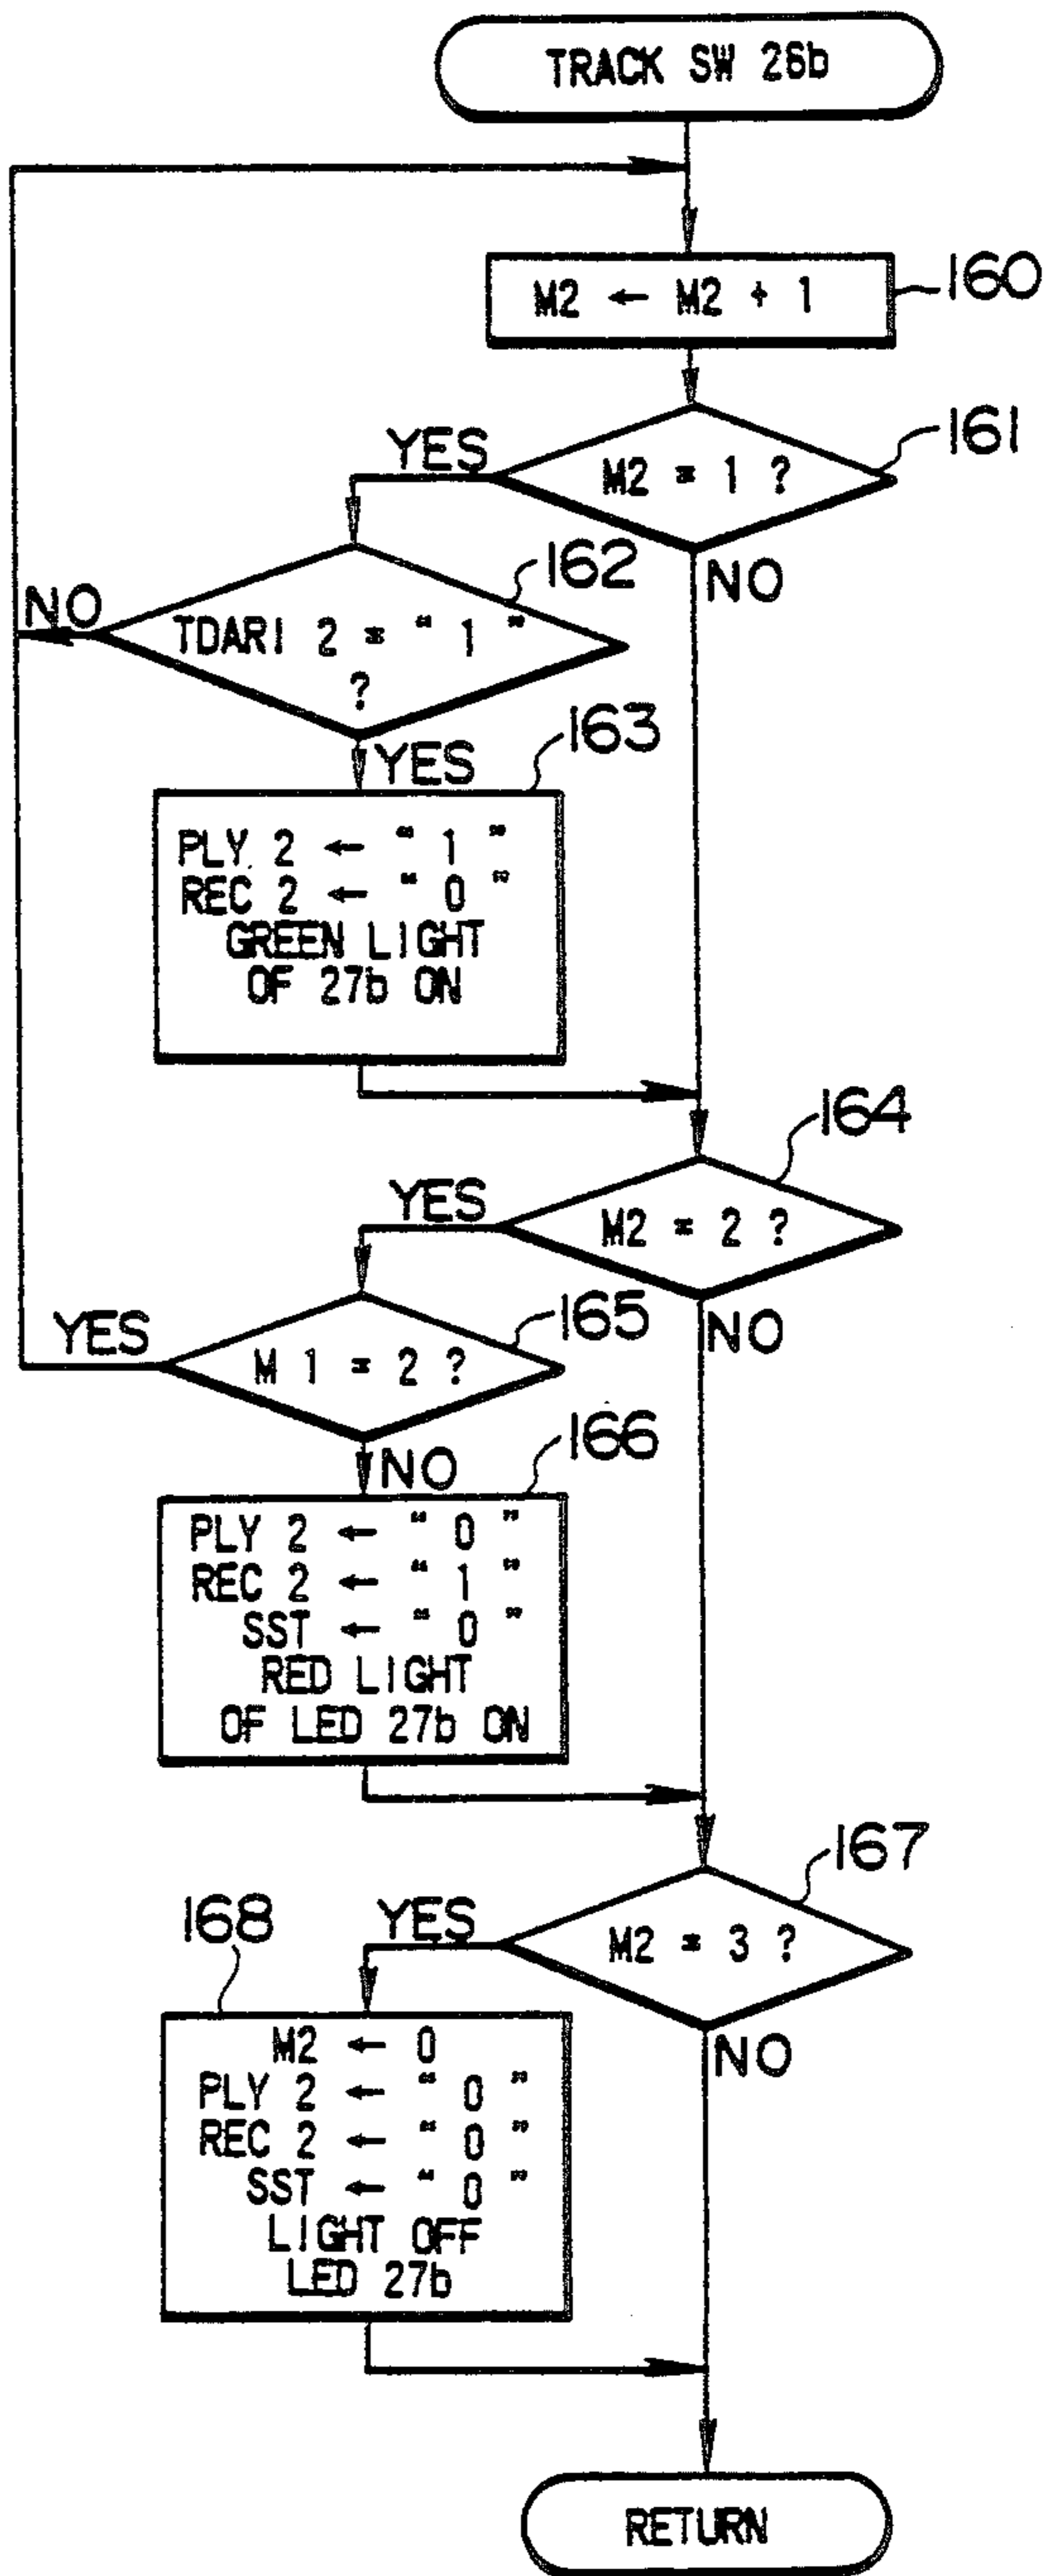 TRACK SW 26b
M2 ← M2 + 1
160
161
YES
M2 = 1 ?
NO
162
NO
TDARI 2 = "1"
?
163
YES
PLY 2 ← "1"
REC 2 ← "0"
GREEN LIGHT
OF 27b ON
164
YES
M2 = 2 ?
NO
165
YES
M 1 = 2 ?
166
NO
PLY 2 ← "0"
REC 2 ← "1"
SST ← "0"
RED LIGHT
OF LED 27b ON
167
168
YES
M2 = 3 ?
NO
M2 ← 0
PLY 2 ← "0"
REC 2 ← "0"
SST ← "0"
LIGHT OFF
LED 27b
RETURN